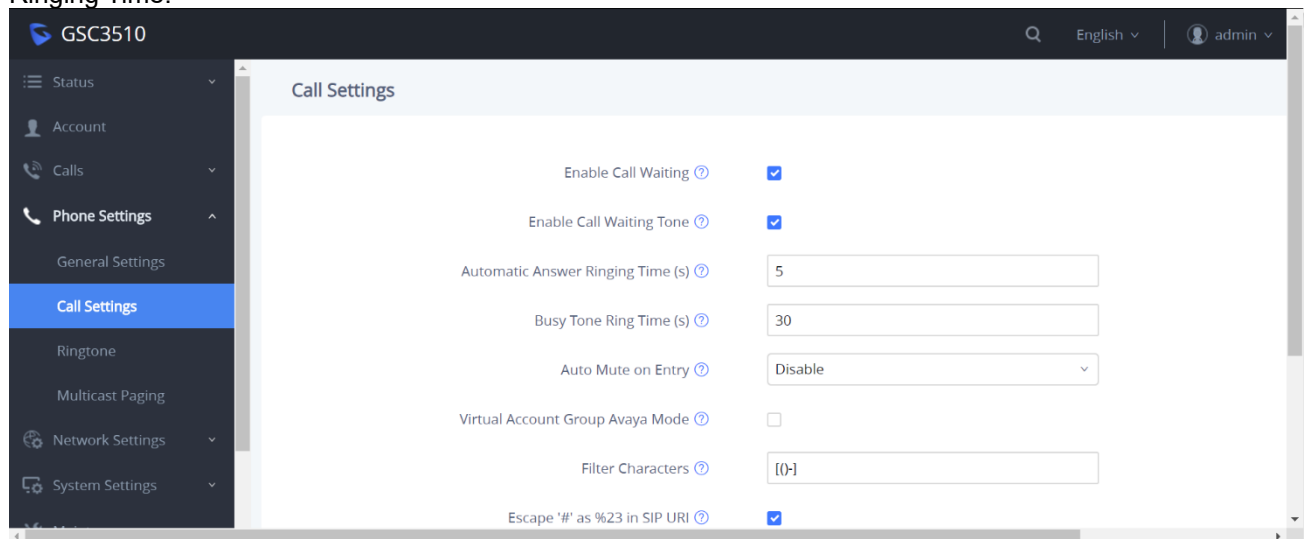 Ringing Time.
GSC3510
English
admin
Status
Account
Calls
Phone Settings
General Settings
Call Settings
Ringtone
Multicast Paging
Network Settings
System Settings
Call Settings
Enable Call Waiting ?
Enable Call Waiting Tone ?
Automatic Answer Ringing Time (s) ? 5
Busy Tone Ring Time (s) ? 30
Auto Mute on Entry ? Disable
Virtual Account Group Avaya Mode ?
Filter Characters ? [()-]
Escape '#' as %23 in SIP URI ?